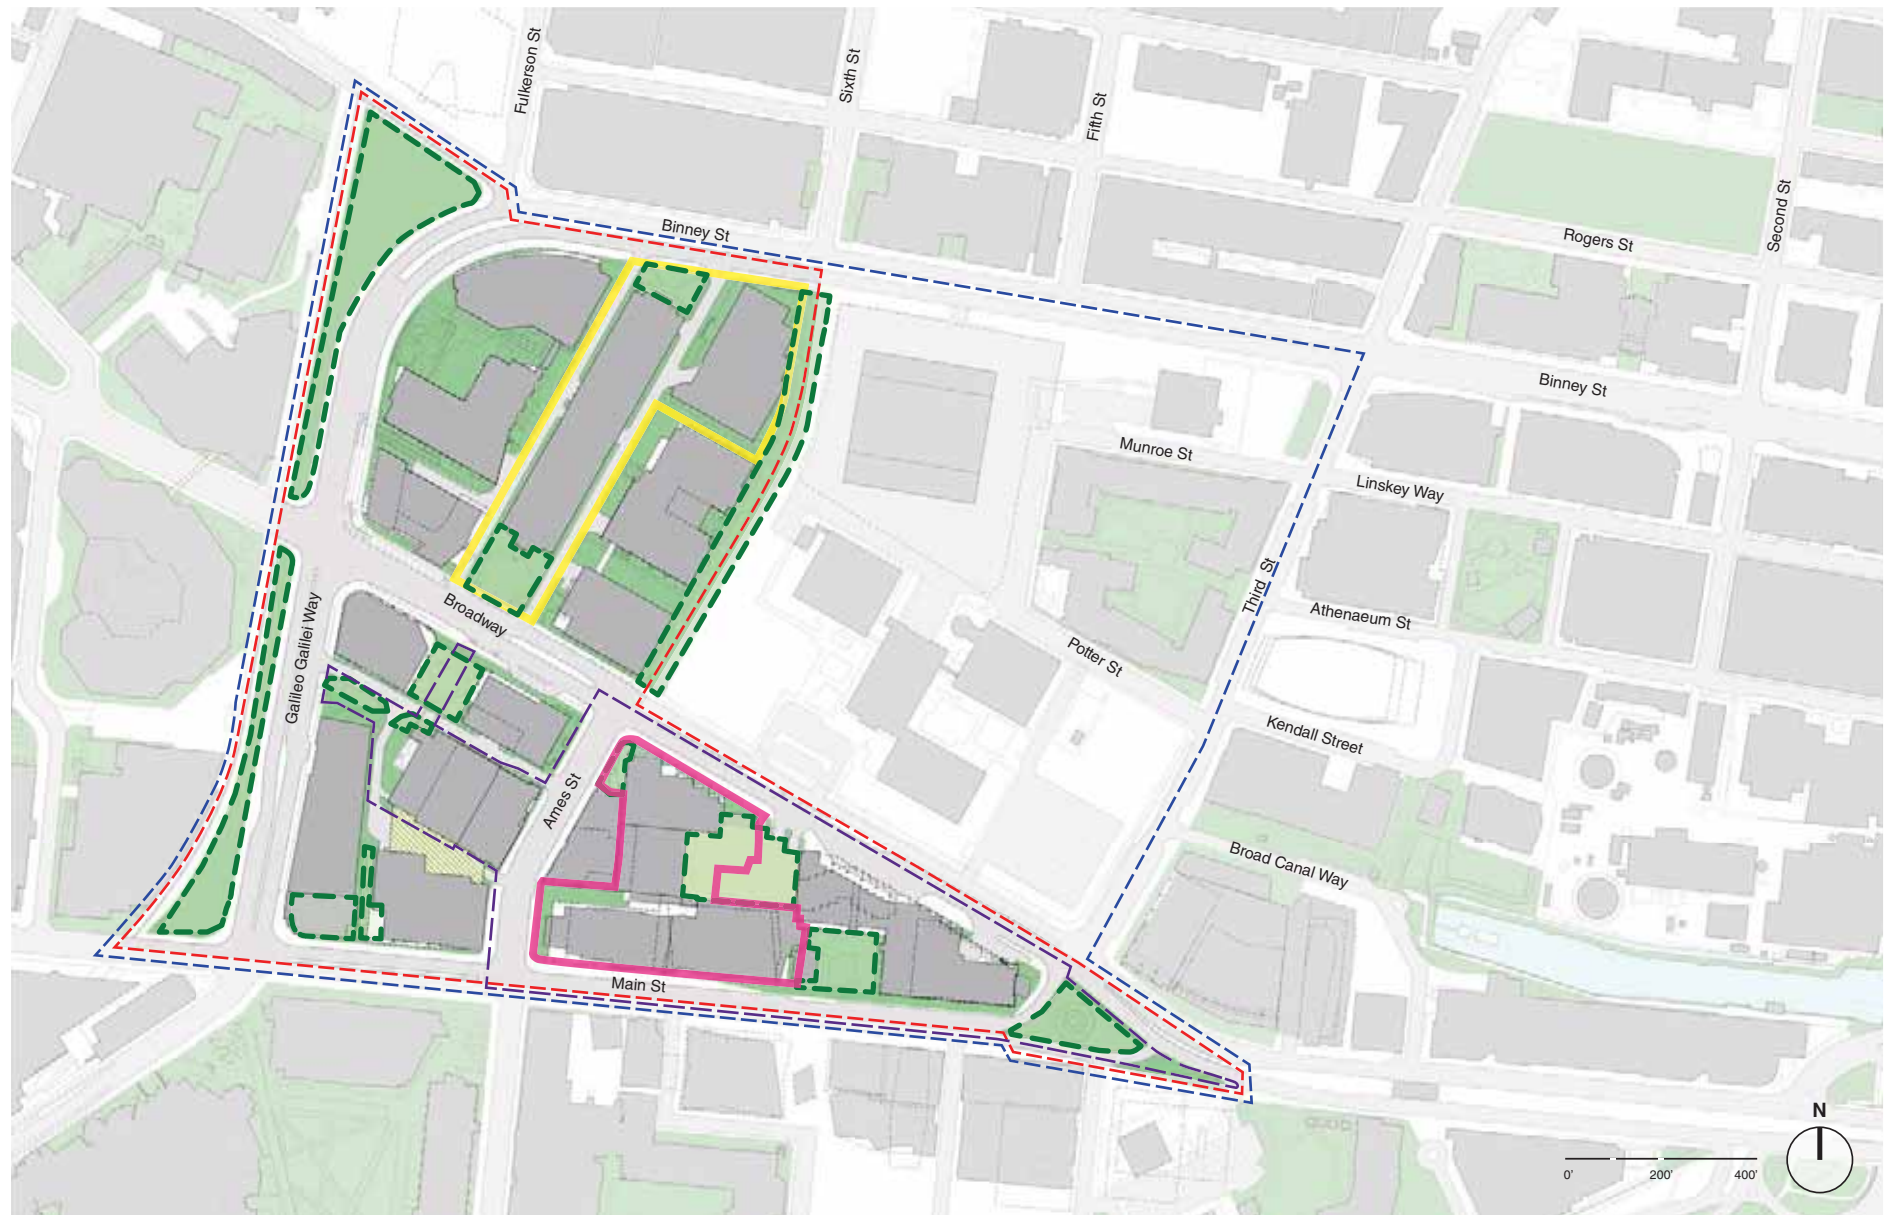 Fulkerson St
Sixth St
Fifth St
Second St
Binney St
Rogers St
Binney St
Munroe St
Linskey Way
Third St
Athenaeum St
Broadway
Galileo Galilei Way
Potter St
Kendall Street
Ames St
Broad Canal Way
Main St
N
0'
200'
400'